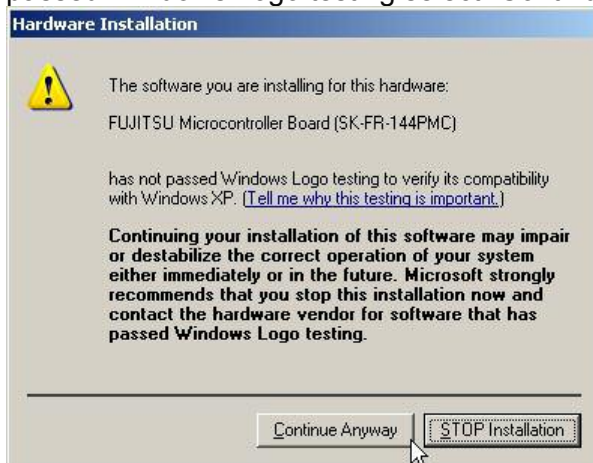 Hardware Installation
The software you are installing for this hardware:
FUJITSU Microcontroller Board (SK-FR-144PMC)
has not passed Windows Logo testing to verify its compatibility
with Windows XP. (Tell me why this testing is important.)
Continuing your installation of this software may impair
or destabilize the correct operation of your system
either immediately or in the future. Microsoft strongly
recommends that you stop this installation now and
contact the hardware vendor for software that has
passed Windows Logo testing.
Continue Anyway
STOP Installation